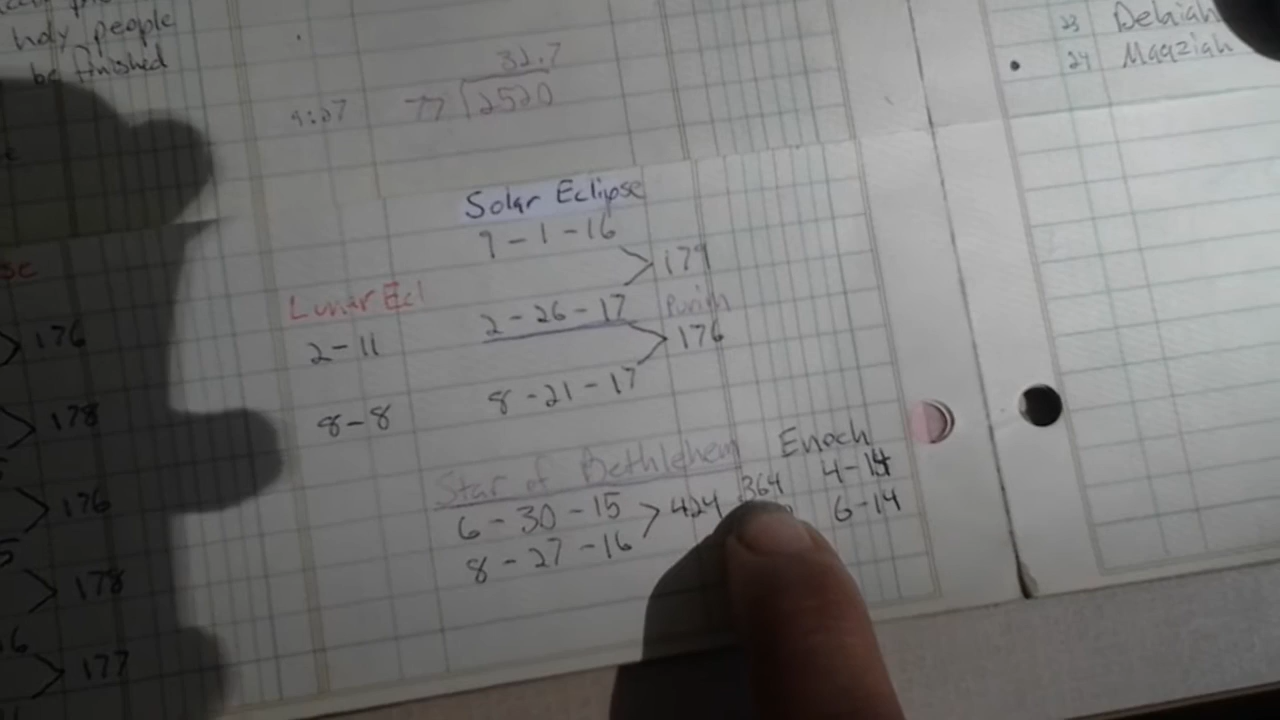 holy people
be finished
32.7
9:27 77 2520
23 Delaiah
24 Maaziah
Solar Eclipse
9-1-16
179
Lunar Ecl
2-11
2-26-17 Purim
176
8-8
8-21-17
176
178
176
178
177
Star of Bethlehem
6-30-15
8-27-16
424
364
Enoch
4-14
6-14